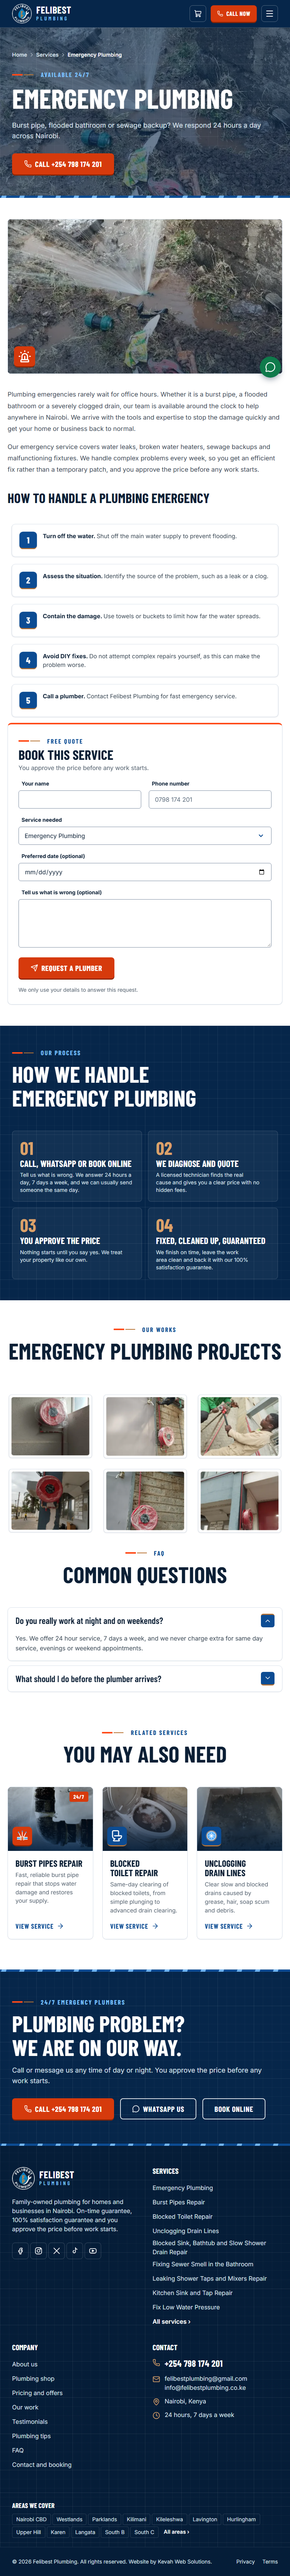 FELIBEST
PLUMBING
CALL NOW
Home > Services > Emergency Plumbing
AVAILABLE 24/7
EMERGENCY PLUMBING
Burst pipe, flooded bathroom or sewage backup? We respond 24 hours a day
across Nairobi.
CALL +254 798 174 201
Plumbing emergencies rarely wait for office hours. Whether it is a burst pipe, a flooded
bathroom or a severely clogged drain, our team is available around the clock to help
anywhere in Nairobi. We arrive with the tools and expertise to stop the damage quickly and
get your home or business back to normal.
Our emergency service covers water leaks, broken water heaters, sewage backups and
malfunctioning fixtures. We handle complex problems every week, so you get an efficient
fix rather than a temporary patch, and you approve the price before any work starts.
HOW TO HANDLE A PLUMBING EMERGENCY
1
Turn off the water. Shut off the main water supply to prevent flooding.
2
Assess the situation. Identify the source of the problem, such as a leak or a clog.
3
Contain the damage. Use towels or buckets to limit how far the water spreads.
4
Avoid DIY fixes. Do not attempt complex repairs yourself, as this can make the
problem worse.
5
Call a plumber. Contact Felibest Plumbing for fast emergency service.
FREE QUOTE
BOOK THIS SERVICE
You approve the price before any work starts.
Your name
Phone number
0798 174 201
Service needed
Emergency Plumbing
Preferred date (optional)
mm/dd/yyyy
Tell us what is wrong (optional)
REQUEST A PLUMBER
We only use your details to answer this request.
OUR PROCESS
HOW WE HANDLE
EMERGENCY PLUMBING
01
CALL, WHATSAPP OR BOOK ONLINE
Tell us what is wrong. We answer 24 hours a
day, 7 days a week, and we can usually send
someone the same day.
02
WE DIAGNOSE AND QUOTE
A licensed technician finds the real
cause and gives you a clear price with no
hidden fees.
03
YOU APPROVE THE PRICE
Nothing starts until you say yes. We treat
your property like our own.
04
FIXED, CLEANED UP, GUARANTEED
We finish on time, leave the work
area clean and back it with our 100%
satisfaction guarantee.
OUR WORKS
EMERGENCY PLUMBING PROJECTS
FAQ
COMMON QUESTIONS
Do you really work at night and on weekends?
Yes. We offer 24 hour service, 7 days a week, and we never charge extra for same day
service, evenings or weekend appointments.
What should I do before the plumber arrives?
RELATED SERVICES
YOU MAY ALSO NEED
24/7
BURST PIPES REPAIR
Fast, reliable burst pipe
repair that stops water
damage and restores
your supply.
VIEW SERVICE
BLOCKED
TOILET REPAIR
Same-day clearing of
blocked toilets, from
simple plunging to
advanced drain clearing.
VIEW SERVICE
UNCLOGGING
DRAIN LINES
Clear slow and blocked
drains caused by
grease, hair, soap scum
and debris.
VIEW SERVICE
24/7 EMERGENCY PLUMBERS
PLUMBING PROBLEM?
WE ARE ON OUR WAY.
Call or message us any time of day or night. You approve the price before any
work starts.
CALL +254 798 174 201
WHATSAPP US
BOOK ONLINE
FELIBEST
PLUMBING
Family-owned plumbing for homes and
businesses in Nairobi. On-time guarantee,
100% satisfaction guarantee and you
approve the price before work starts.
SERVICES
Emergency Plumbing
Burst Pipes Repair
Blocked Toilet Repair
Unclogging Drain Lines
Blocked Sink, Bathtub and Slow Shower
Drain Repair
Fixing Sewer Smell in the Bathroom
Leaking Shower Taps and Mixers Repair
Kitchen Sink and Tap Repair
Fix Low Water Pressure
All services ›
COMPANY
About us
Plumbing shop
Pricing and offers
Our work
Testimonials
Plumbing tips
FAQ
Contact and booking
CONTACT
+254 798 174 201
felibestplumbing@gmail.com
info@felibestplumbing.co.ke
Nairobi, Kenya
24 hours, 7 days a week
AREAS WE COVER
Nairobi CBD Westlands Parklands Kilimani Kileleshwa Lavington Hurlingham
Upper Hill Karen Langata South B South C All areas ›
© 2026 Felibest Plumbing. All rights reserved. Website by Kevah Web Solutions.
Privacy Terms